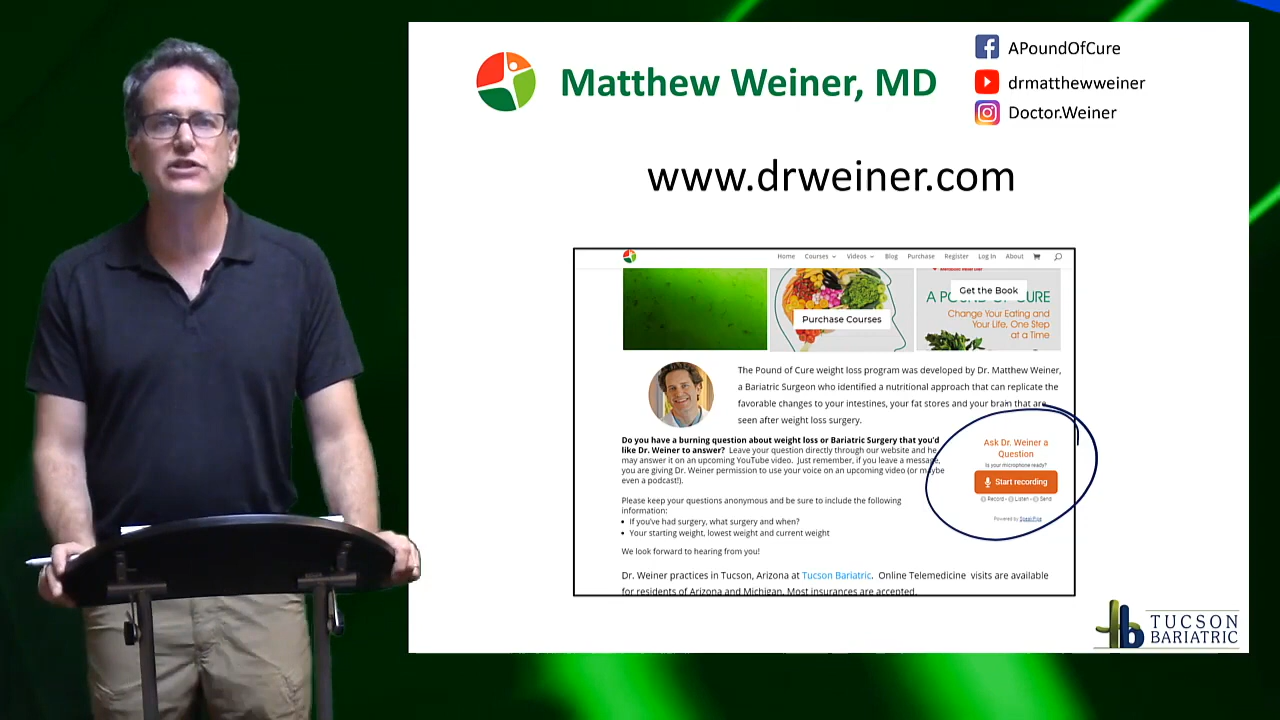 Matthew Weiner, MD
APoundOfCure
drmatthewweiner
Doctor.Weiner
www.drweiner.com
Home Courses Videos Blog Purchase Register Log In About
Purchase Courses
Get the Book
A POUND OF CURE
Change Your Eating and
Your Life, One Step
at a Time
The Pound of Cure weight loss program was developed by Dr. Matthew Weiner,
a Bariatric Surgeon who identified a nutritional approach that can replicate the
favorable changes to your intestines, your fat stores and your brain that are
seen after weight loss surgery.
Do you have a burning question about weight loss or Bariatric Surgery that you'd
like Dr. Weiner to answer? Leave your question directly through our website and he
may answer it on an upcoming YouTube video. Just remember, if you leave a message,
you are giving Dr. Weiner permission to use your voice on an upcoming video (or maybe
even a podcast!).
Please keep your questions anonymous and be sure to include the following
information:
If you've had surgery, what surgery and when?
Your starting weight, lowest weight and current weight
We look forward to hearing from you!
Ask Dr. Weiner a
Question
Is your microphone ready?
Start recording
Record - Listen - Send
Powered by SpeakPipe
Dr. Weiner practices in Tucson, Arizona at Tucson Bariatric. Online Telemedicine visits are available
for residents of Arizona and Michigan. Most insurances are accepted.
TUCSON
BARIATRIC